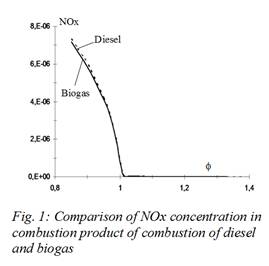 NOx
8,E-06
Diesel
6,E-06
Biogas
4,E-06
2,E-06
ϕ
0,E+00
0,8 1 1,2 1,4
Fig. 1: Comparison of NOx concentration in
combustion product of combustion of diesel
and biogas